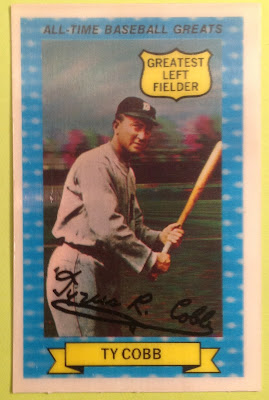 ALL-TIME BASEBALL GREATS
GREATEST
LEFT
FIELDER
D
Tyrus R. Cobb
TY COBB